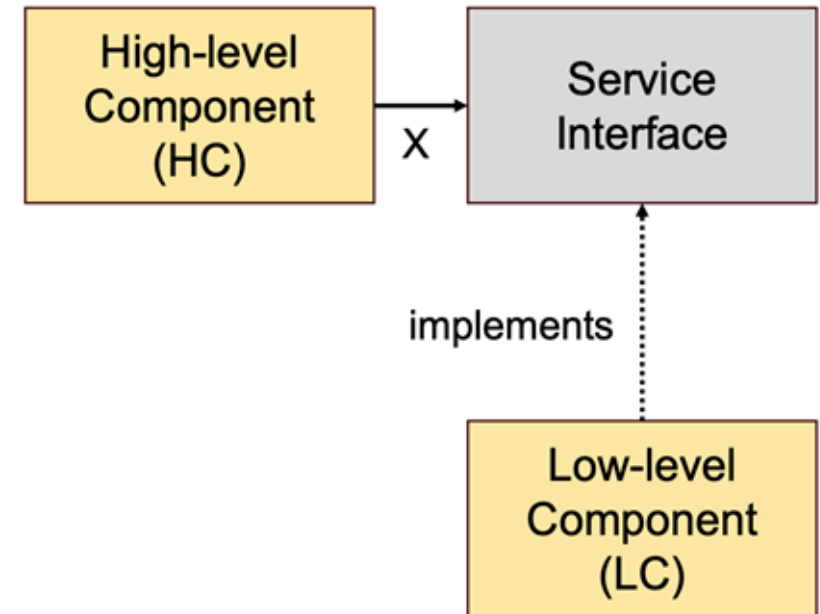 High-level
Component
(HC)
X
Service
Interface
implements
Low-level
Component
(LC)